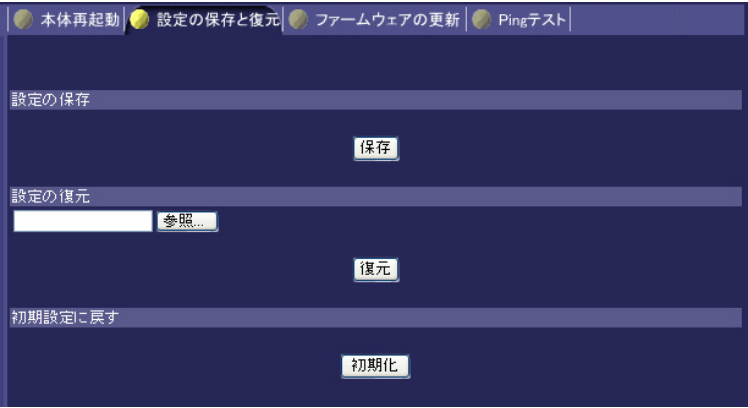 本体再起動 設定の保存と復元 ファームウェアの更新 Pingテスト
設定の保存
保存
設定の復元
参照...
復元
初期設定に戻す
初期化